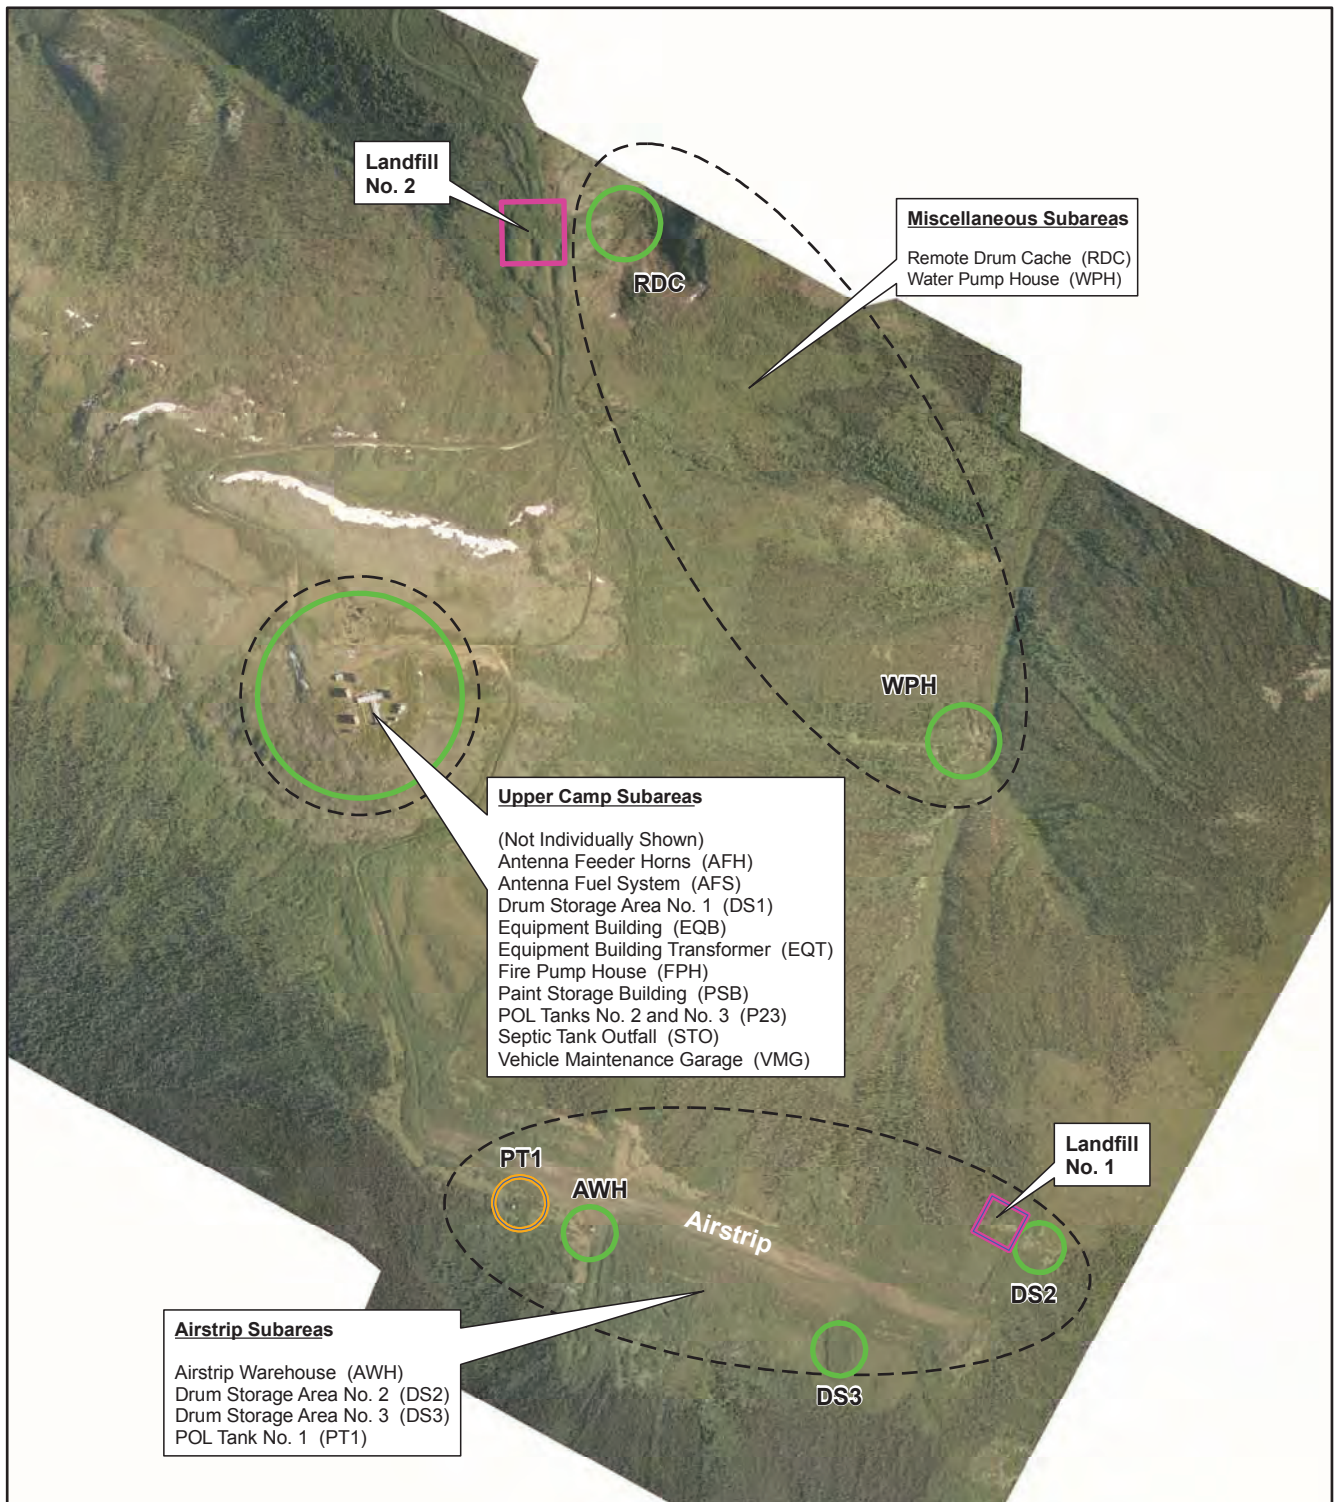 Landfill
No. 2
RDC
Miscellaneous Subareas
Remote Drum Cache (RDC)
Water Pump House (WPH)
WPH
Upper Camp Subareas
(Not Individually Shown)
Antenna Feeder Horns (AFH)
Antenna Fuel System (AFS)
Drum Storage Area No. 1 (DS1)
Equipment Building (EQB)
Equipment Building Transformer (EQT)
Fire Pump House (FPH)
Paint Storage Building (PSB)
POL Tanks No. 2 and No. 3 (P23)
Septic Tank Outfall (STO)
Vehicle Maintenance Garage (VMG)
Landfill
No. 1
PT1
AWH
Airstrip
DS2
DS3
Airstrip Subareas
Airstrip Warehouse (AWH)
Drum Storage Area No. 2 (DS2)
Drum Storage Area No. 3 (DS3)
POL Tank No. 1 (PT1)